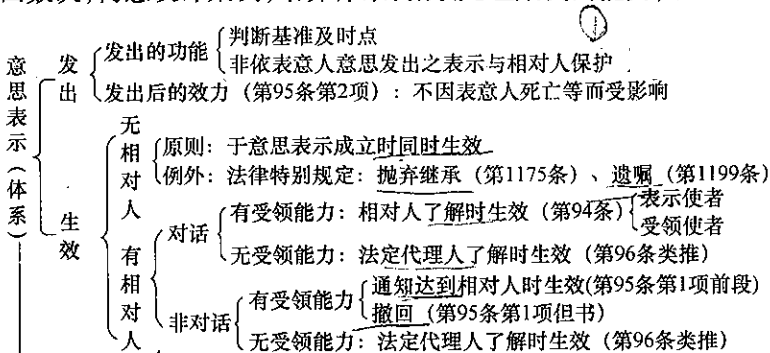 ①
判断基准及时点
发出的功能
非依表意人意思发出之表示与相对人保护
发出
发出后的效力（第95条第2项）：不因表意人死亡等而受影响
意思表示（体系）
无相对人
原则：于意思表示成立时同时生效
例外：法律特别规定：抛弃继承（第1175条）、遗嘱（第1199条）
生效
有受领能力：相对人了解时生效（第94条）
表示使者
受领使者
对话
无受领能力：法定代理人了解时生效（第96条类推）
有相对人
通知达到相对人时生效(第95条第1项前段)
有受领能力
撤回（第95条第1项但书）
非对话
无受领能力：法定代理人了解时生效（第96条类推）